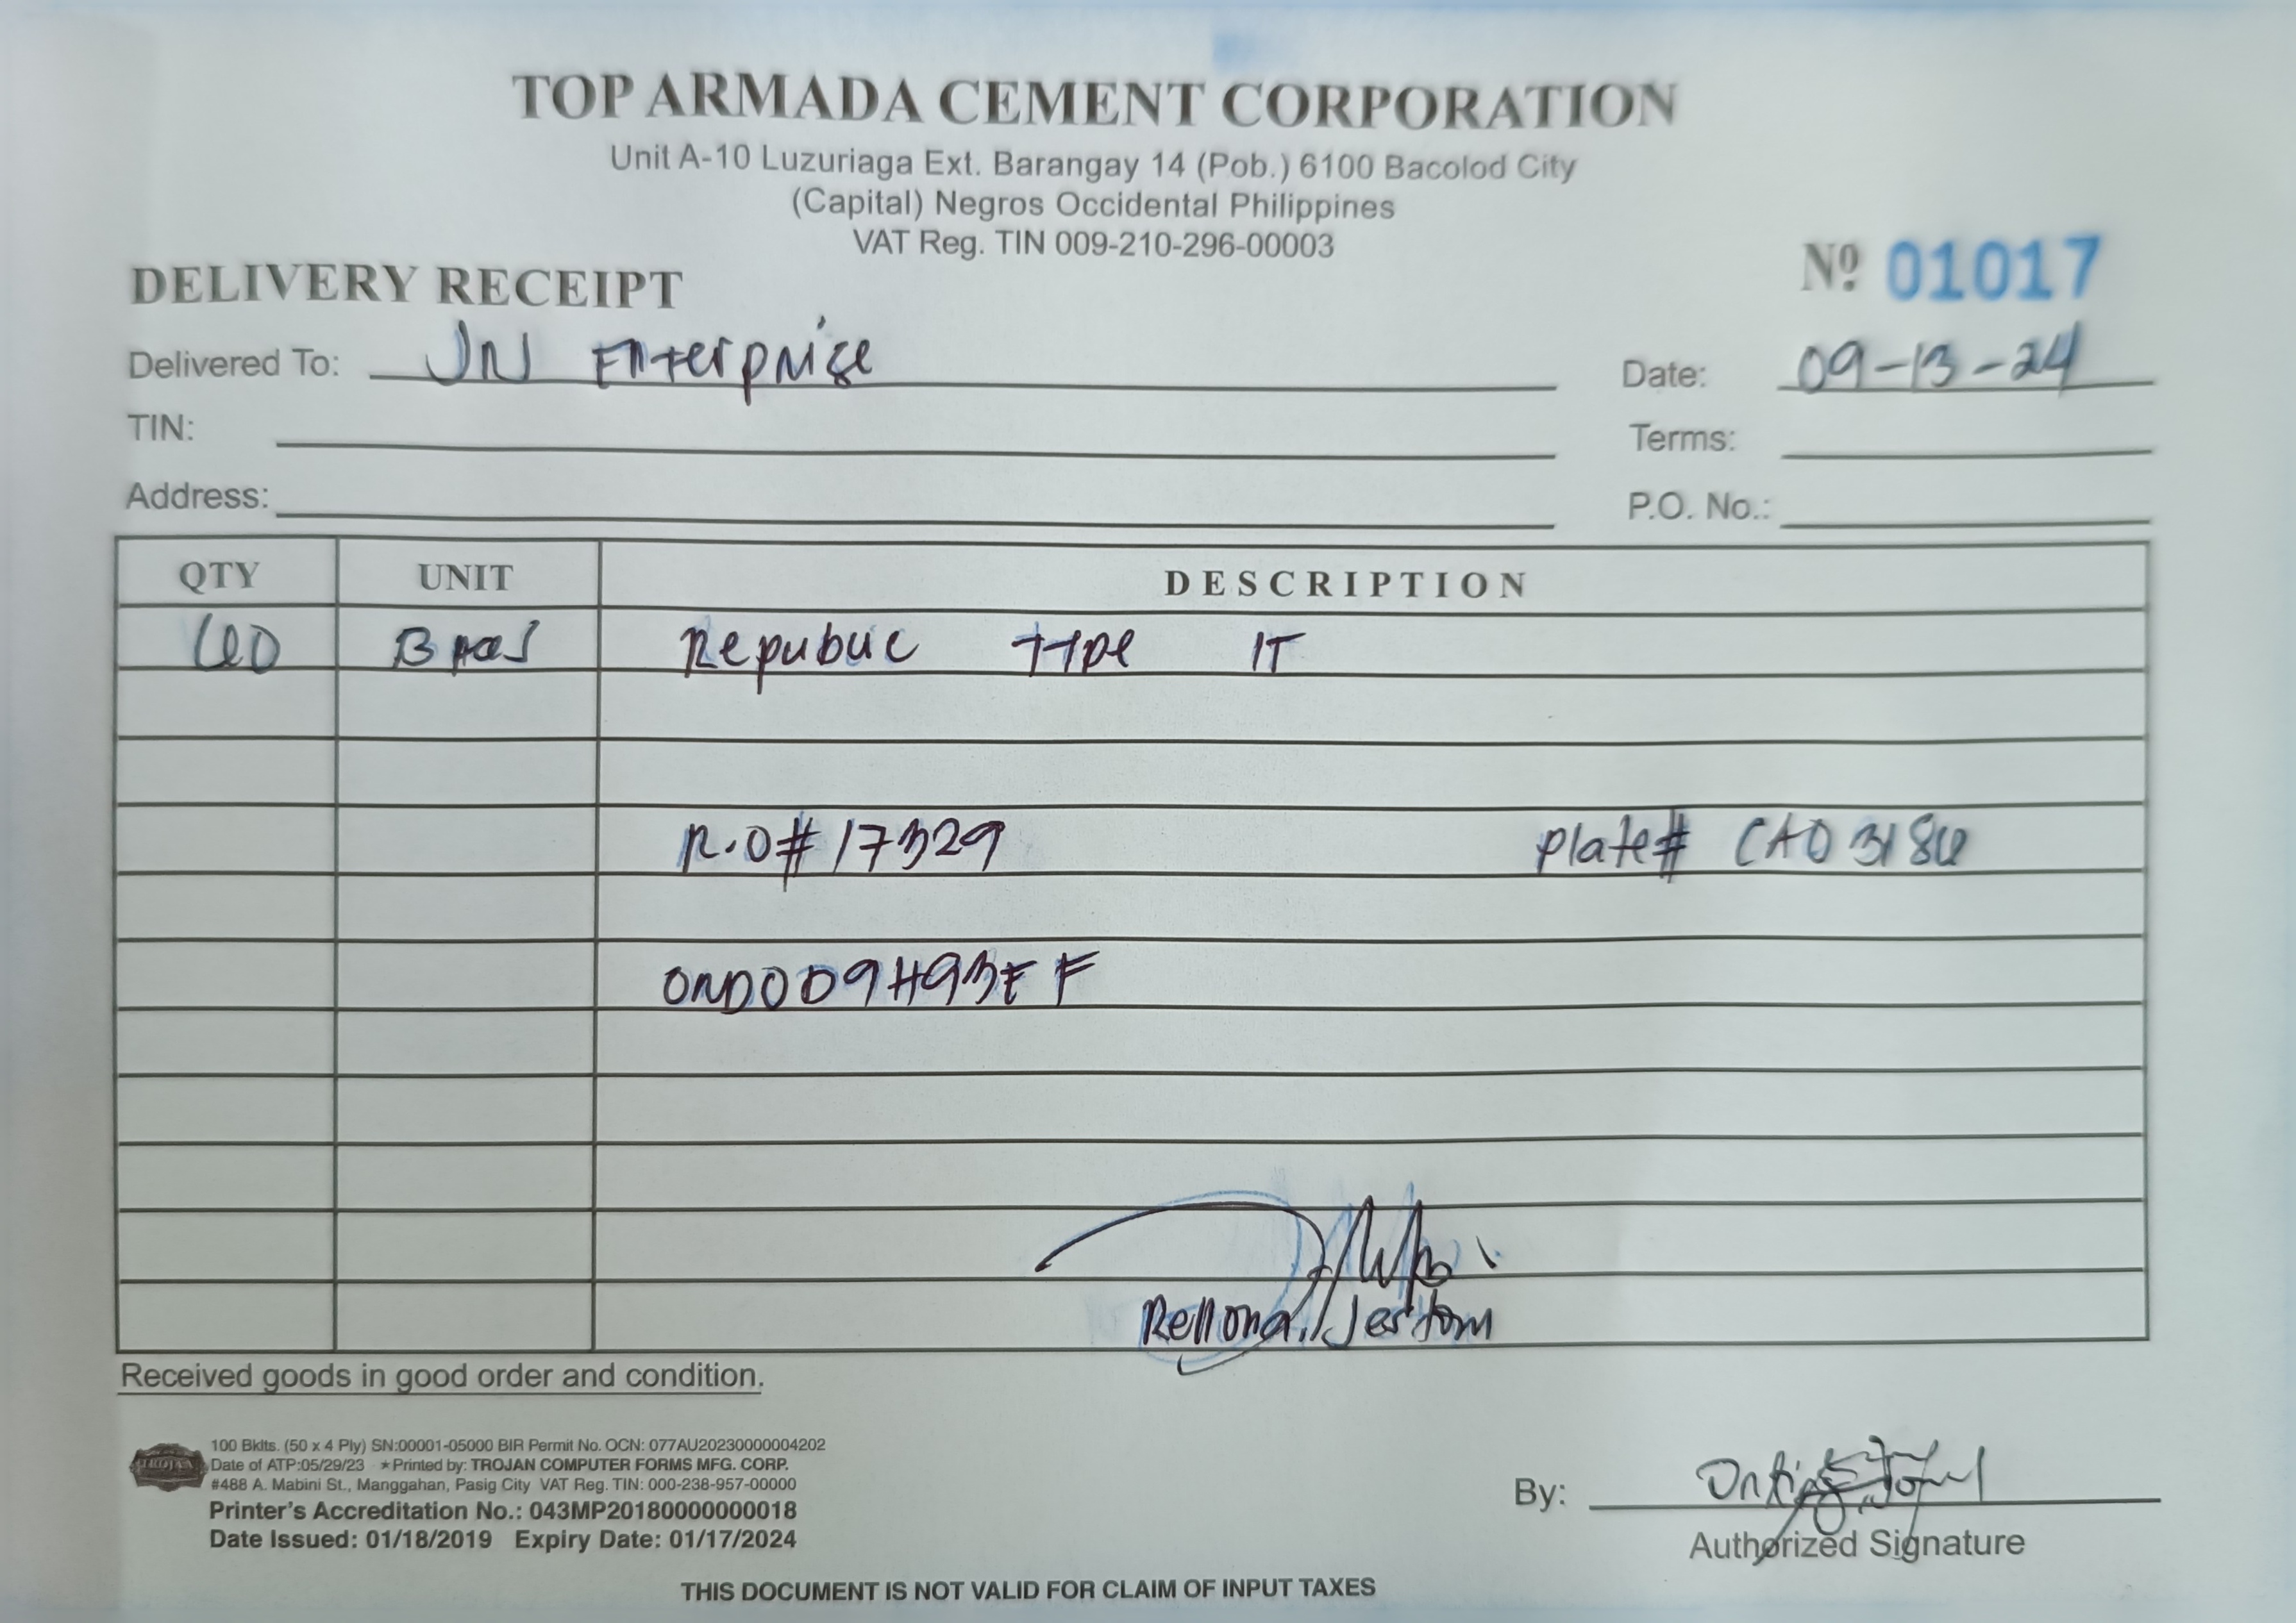 TOP ARMADA CEMENT CORPORATION
Unit A-10 Luzuriaga Ext. Barangay 14 (Pob.) 6100 Bacolod City
(Capital) Negros Occidental Philippines
VAT Reg. TIN 009-210-296-00003
Nº 01017
DELIVERY RECEIPT
Delivered To: JN Enterprise
Date: 09-13-24
TIN:
Terms:
Address:
P.O. No.:
QTY UNIT DESCRIPTION
BAGS Republic Type
R.O# 17329 Plate# CAO 3186
Rellona, Jestom
Received goods in good order and condition.
TROJAN
100 Bklts. (50 x 4 Ply) SN:00001-05000 BIR Permit No. OCN: 077AU20230000004202
Date of ATP:05/29/23 ★Printed by: TROJAN COMPUTER FORMS MFG. CORP.
#488 A. Mabini St., Manggahan, Pasig City VAT Reg. TIN: 000-238-957-00000
Printer's Accreditation No.: 043MP20180000000018
Date Issued: 01/18/2019 Expiry Date: 01/17/2024
By:
Authorized Signature
THIS DOCUMENT IS NOT VALID FOR CLAIM OF INPUT TAXES